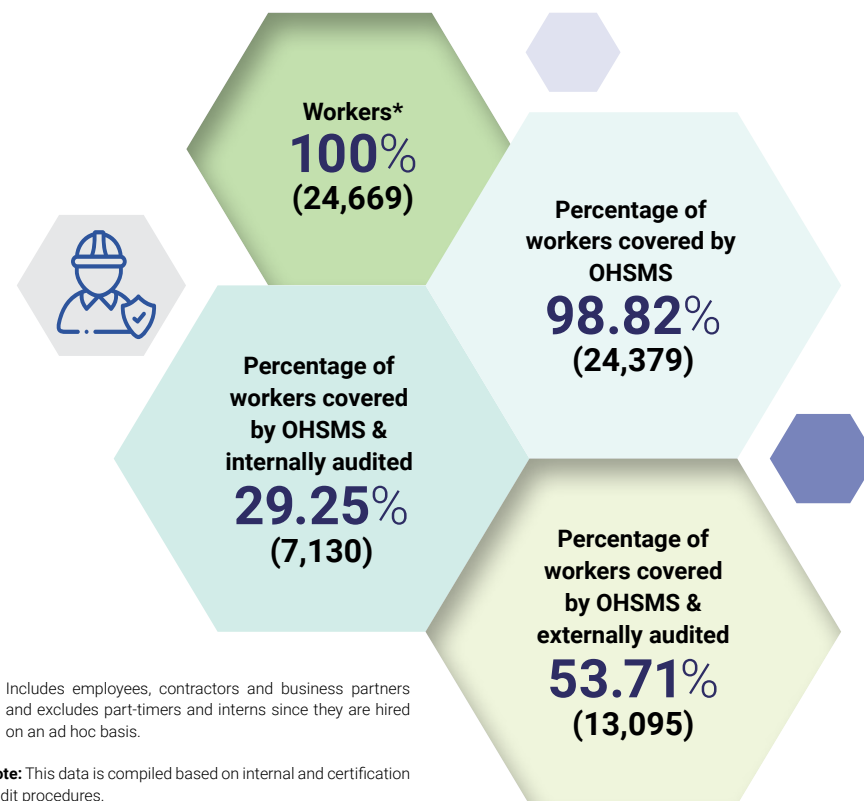 Workers*
100%
(24,669)
Percentage of
workers covered by
OHSMS
98.82%
(24,379)
Percentage of
workers covered
by OHSMS &
internally audited
29.25%
(7,130)
Percentage of
workers covered
by OHSMS &
externally audited
53.71%
(13,095)
Includes employees, contractors and business partners
and excludes part-timers and interns since they are hired
on an ad hoc basis.
ote: This data is compiled based on internal and certification
dit procedures.